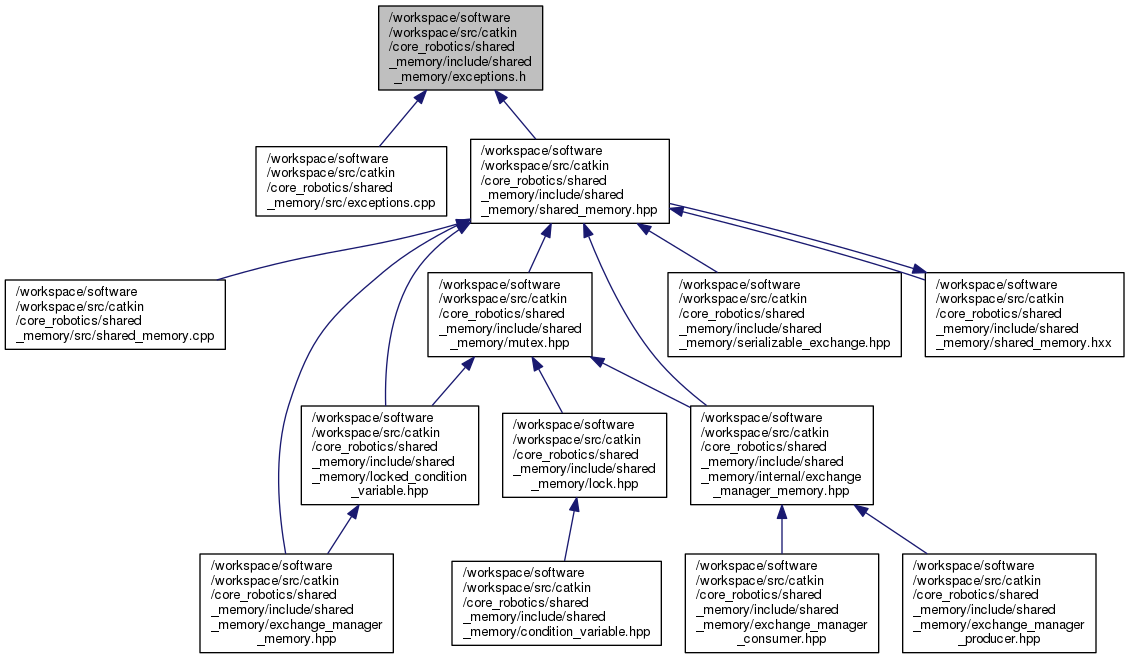 /workspace/software
/workspace/src/catkin
/core_robotics/shared
_memory/include/shared
_memory/exceptions.h
/workspace/software
/workspace/src/catkin
/core_robotics/shared
_memory/src/exceptions.cpp
/workspace/software
/workspace/src/catkin
/core_robotics/shared
_memory/include/shared
_memory/shared_memory.hpp
/workspace/software
/workspace/src/catkin
/core_robotics/shared
_memory/src/shared_memory.cpp
/workspace/software
/workspace/src/catkin
/core_robotics/shared
_memory/include/shared
_memory/mutex.hpp
/workspace/software
/workspace/src/catkin
/core_robotics/shared
_memory/include/shared
_memory/serializable_exchange.hpp
/workspace/software
/workspace/src/catkin
/core_robotics/shared
_memory/include/shared
_memory/shared_memory.hxx
/workspace/software
/workspace/src/catkin
/core_robotics/shared
_memory/include/shared
_memory/locked_condition
_variable.hpp
/workspace/software
/workspace/src/catkin
/core_robotics/shared
_memory/include/shared
_memory/lock.hpp
/workspace/software
/workspace/src/catkin
/core_robotics/shared
_memory/include/shared
_memory/internal/exchange
_manager_memory.hpp
/workspace/software
/workspace/src/catkin
/core_robotics/shared
_memory/include/shared
_memory/exchange_manager
_memory.hpp
/workspace/software
/workspace/src/catkin
/core_robotics/shared
_memory/include/shared
_memory/condition_variable.hpp
/workspace/software
/workspace/src/catkin
/core_robotics/shared
_memory/include/shared
_memory/exchange_manager
_consumer.hpp
/workspace/software
/workspace/src/catkin
/core_robotics/shared
_memory/include/shared
_memory/exchange_manager
_producer.hpp